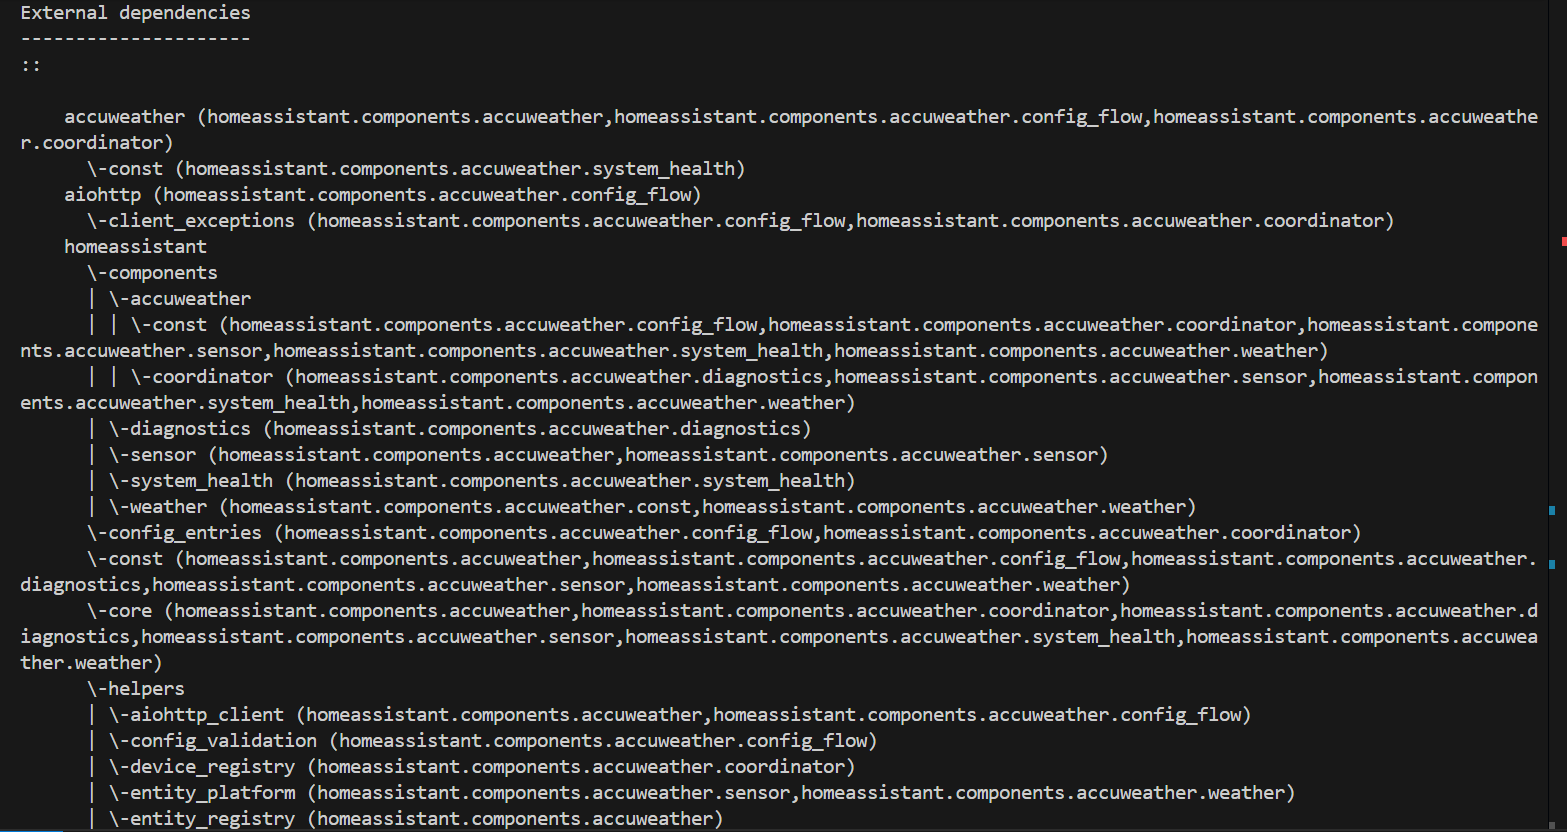 External dependencies
---------------------
::
accuweather (homeassistant.components.accuweather,homeassistant.components.accuweather.config_flow,homeassistant.components.accuweathe
r.coordinator)
\-const (homeassistant.components.accuweather.system_health)
aiohttp (homeassistant.components.accuweather.config_flow)
\-client_exceptions (homeassistant.components.accuweather.config_flow,homeassistant.components.accuweather.coordinator)
homeassistant
\-components
| \-accuweather
| | \-const (homeassistant.components.accuweather.config_flow,homeassistant.components.accuweather.coordinator,homeassistant.compone
nts.accuweather.sensor,homeassistant.components.accuweather.system_health,homeassistant.components.accuweather.weather)
| | \-coordinator (homeassistant.components.accuweather.diagnostics,homeassistant.components.accuweather.sensor,homeassistant.compon
ents.accuweather.system_health,homeassistant.components.accuweather.weather)
| \-diagnostics (homeassistant.components.accuweather.diagnostics)
| \-sensor (homeassistant.components.accuweather,homeassistant.components.accuweather.sensor)
| \-system_health (homeassistant.components.accuweather.system_health)
| \-weather (homeassistant.components.accuweather.const,homeassistant.components.accuweather.weather)
\-config_entries (homeassistant.components.accuweather.config_flow,homeassistant.components.accuweather.coordinator)
\-const (homeassistant.components.accuweather,homeassistant.components.accuweather.config_flow,homeassistant.components.accuweather.
diagnostics,homeassistant.components.accuweather.sensor,homeassistant.components.accuweather.weather)
\-core (homeassistant.components.accuweather,homeassistant.components.accuweather.coordinator,homeassistant.components.accuweather.d
iagnostics,homeassistant.components.accuweather.sensor,homeassistant.components.accuweather.system_health,homeassistant.components.accuwea
ther.weather)
\-helpers
| \-aiohttp_client (homeassistant.components.accuweather,homeassistant.components.accuweather.config_flow)
| \-config_validation (homeassistant.components.accuweather.config_flow)
| \-device_registry (homeassistant.components.accuweather.coordinator)
| \-entity_platform (homeassistant.components.accuweather.sensor,homeassistant.components.accuweather.weather)
| \-entity_registry (homeassistant.components.accuweather)